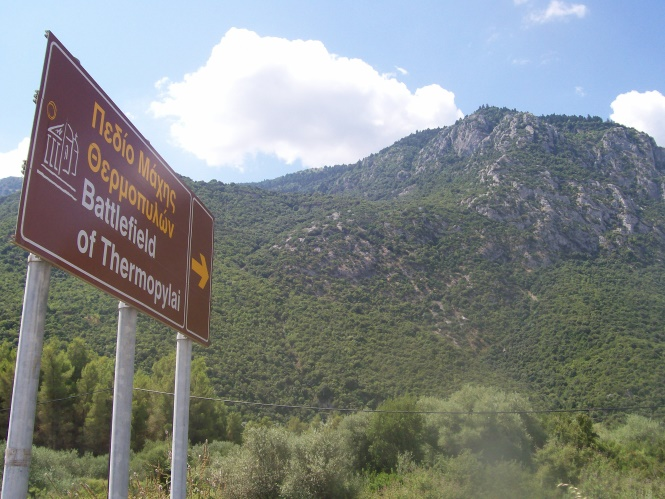 Πεδίο Μάχης
Θερμοπυλών
Battlefield
of Thermopylai